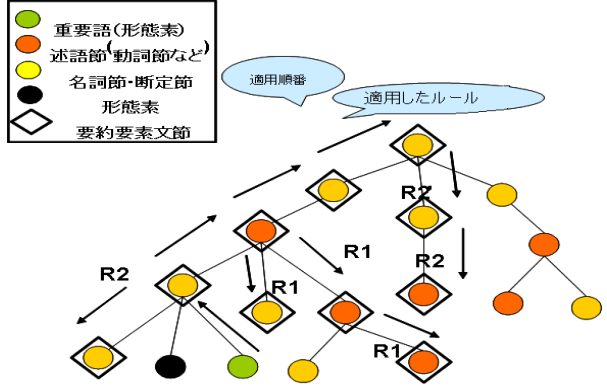 重要語(形態素)
述語節(動詞節など)
名詞節・断定節
形態素
要約要素文節
適用順番
適用したルール
R2
R1
R2
R2
R1
R1